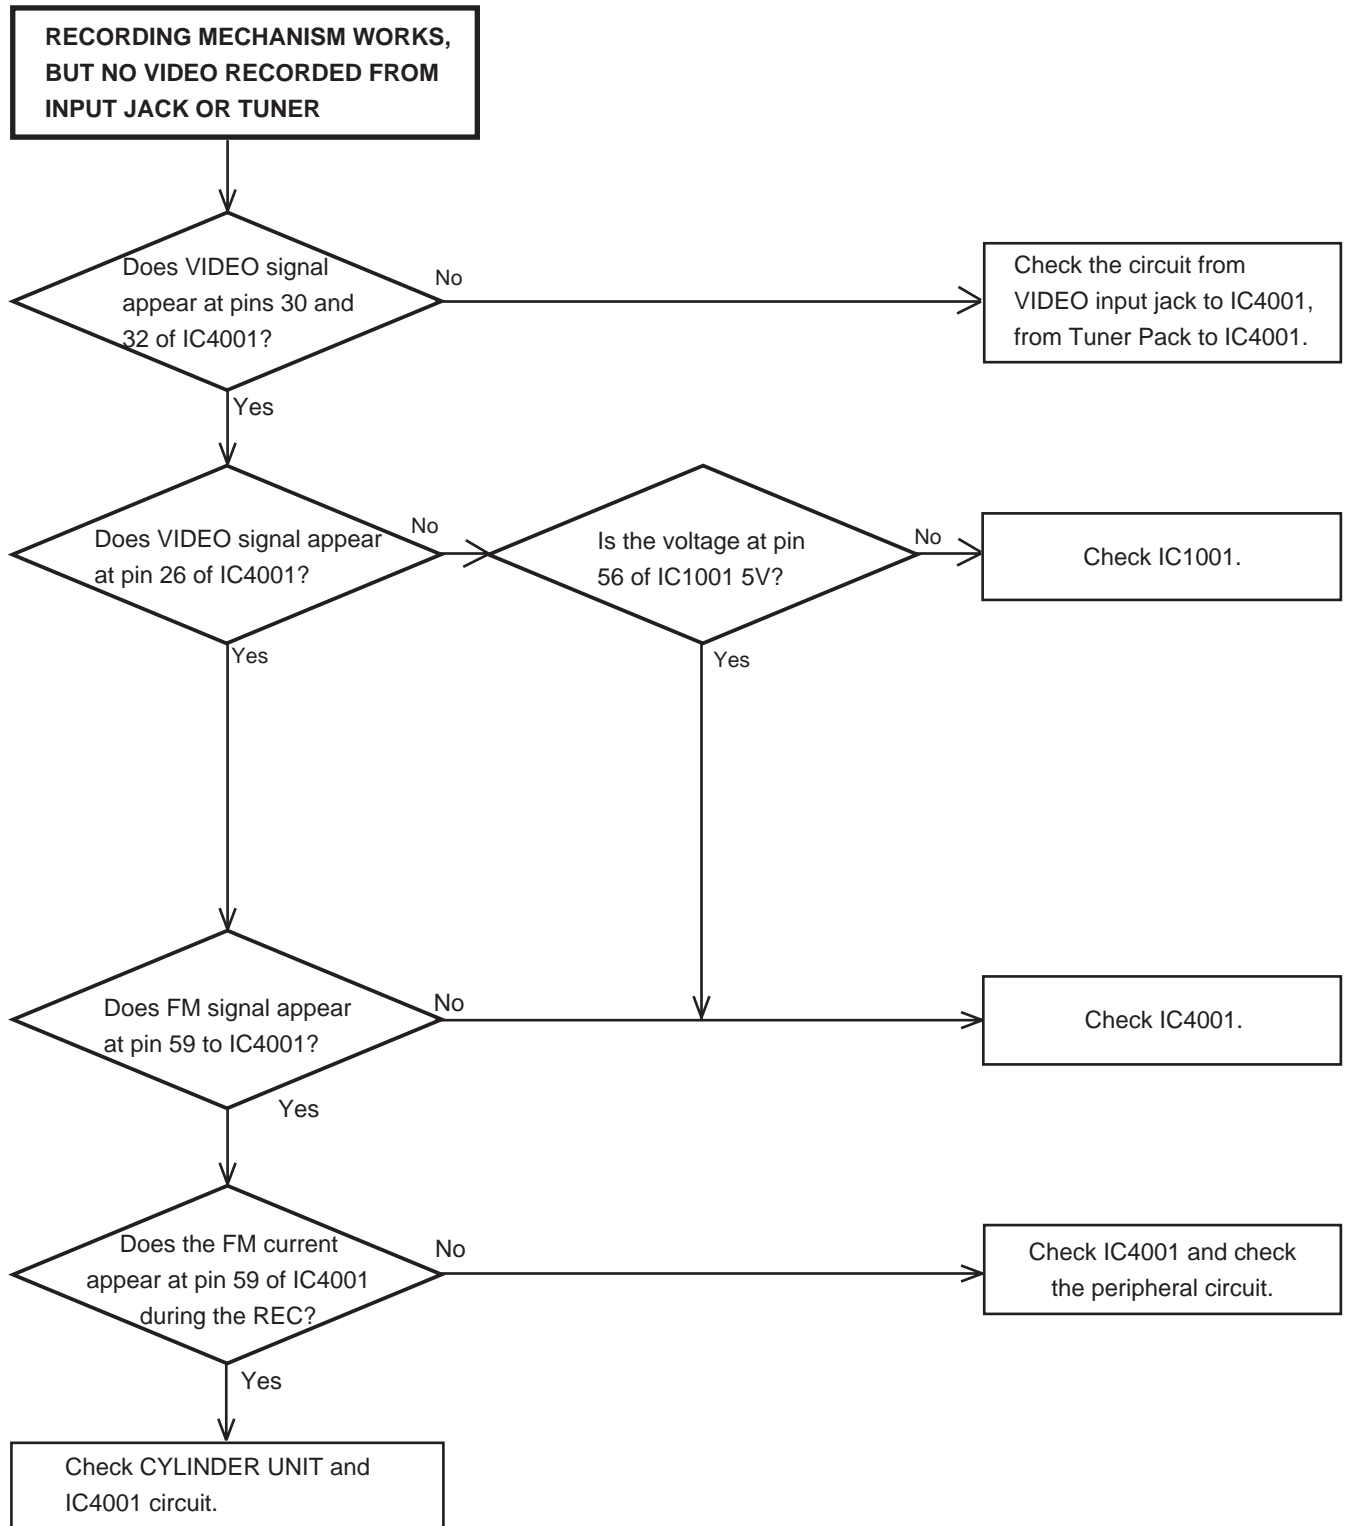 RECORDING MECHANISM WORKS,
BUT NO VIDEO RECORDED FROM
INPUT JACK OR TUNER
Does VIDEO signal
appear at pins 30 and
32 of IC4001?
No
Check the circuit from
VIDEO input jack to IC4001,
from Tuner Pack to IC4001.
Yes
Does VIDEO signal appear
at pin 26 of IC4001?
No
Is the voltage at pin
56 of IC1001 5V?
No
Check IC1001.
Yes
Yes
Does FM signal appear
at pin 59 to IC4001?
No
Check IC4001.
Yes
Does the FM current
appear at pin 59 of IC4001
during the REC?
No
Check IC4001 and check
the peripheral circuit.
Yes
Check CYLINDER UNIT and
IC4001 circuit.